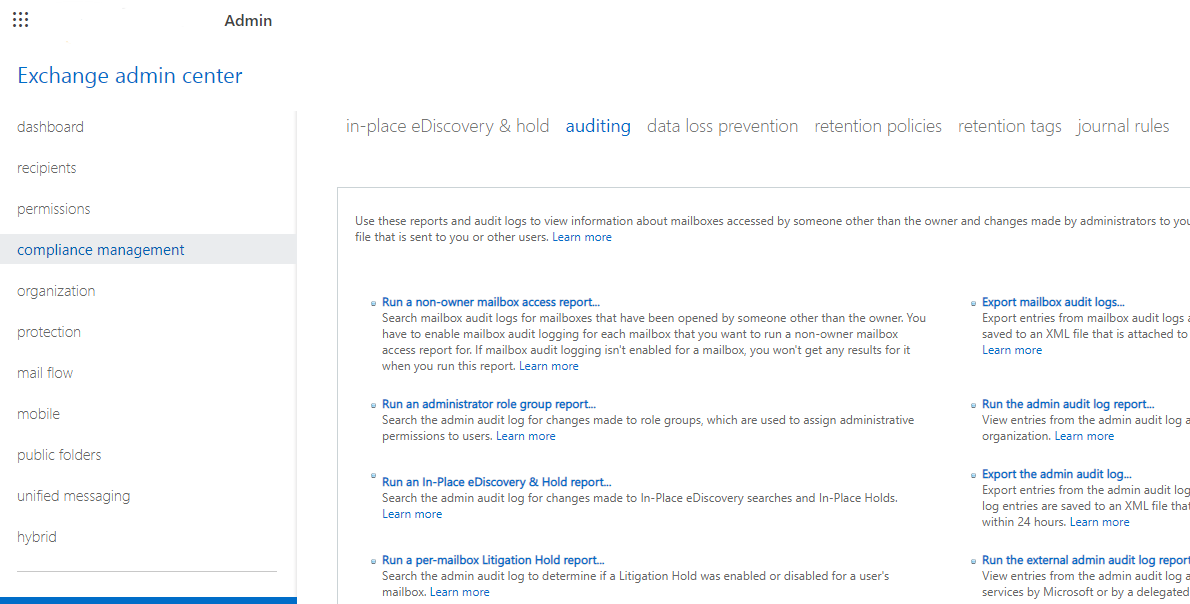 Admin
Exchange admin center
dashboard
recipients
permissions
compliance management
organization
protection
mail flow
mobile
public folders
unified messaging
hybrid
in-place eDiscovery & hold auditing data loss prevention retention policies retention tags journal rules
Use these reports and audit logs to view information about mailboxes accessed by someone other than the owner and changes made by administrators to you
file that is sent to you or other users. Learn more
Run a non-owner mailbox access report...
Search mailbox audit logs for mailboxes that have been opened by someone other than the owner. You
have to enable mailbox audit logging for each mailbox that you want to run a non-owner mailbox
access report for. If mailbox audit logging isn't enabled for a mailbox, you won't get any results for it
when you run this report. Learn more
Run an administrator role group report...
Search the admin audit log for changes made to role groups, which are used to assign administrative
permissions to users. Learn more
Run an In-Place eDiscovery & Hold report...
Search the admin audit log for changes made to In-Place eDiscovery searches and In-Place Holds.
Learn more
Run a per-mailbox Litigation Hold report...
Search the admin audit log to determine if a Litigation Hold was enabled or disabled for a user's
mailbox. Learn more
Export mailbox audit logs...
Export entries from mailbox audit logs a
saved to an XML file that is attached to
Learn more
Run the admin audit log report...
View entries from the admin audit log a
organization. Learn more
Export the admin audit log...
Export entries from the admin audit log
log entries are saved to an XML file that
within 24 hours. Learn more
Run the external admin audit log report
View entries from the admin audit log a
services by Microsoft or by a delegated